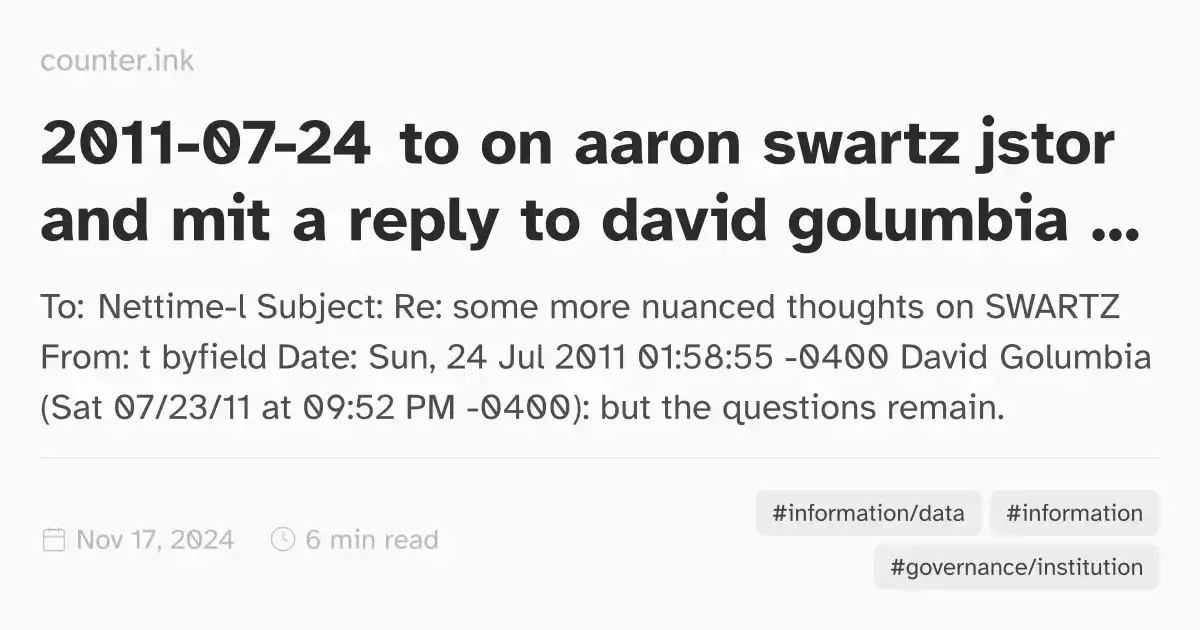 counter.ink
2011-07-24 to on aaron swartz jstor
and mit a reply to david golumbia ...
To: Nettime-l Subject: Re: some more nuanced thoughts on SWARTZ
From: t byfield Date: Sun, 24 Jul 2011 01:58:55 -0400 David Golumbia
(Sat 07/23/11 at 09:52 PM -0400): but the questions remain.
#information/data #information
Nov 17, 2024 6 min read
#governance/institution